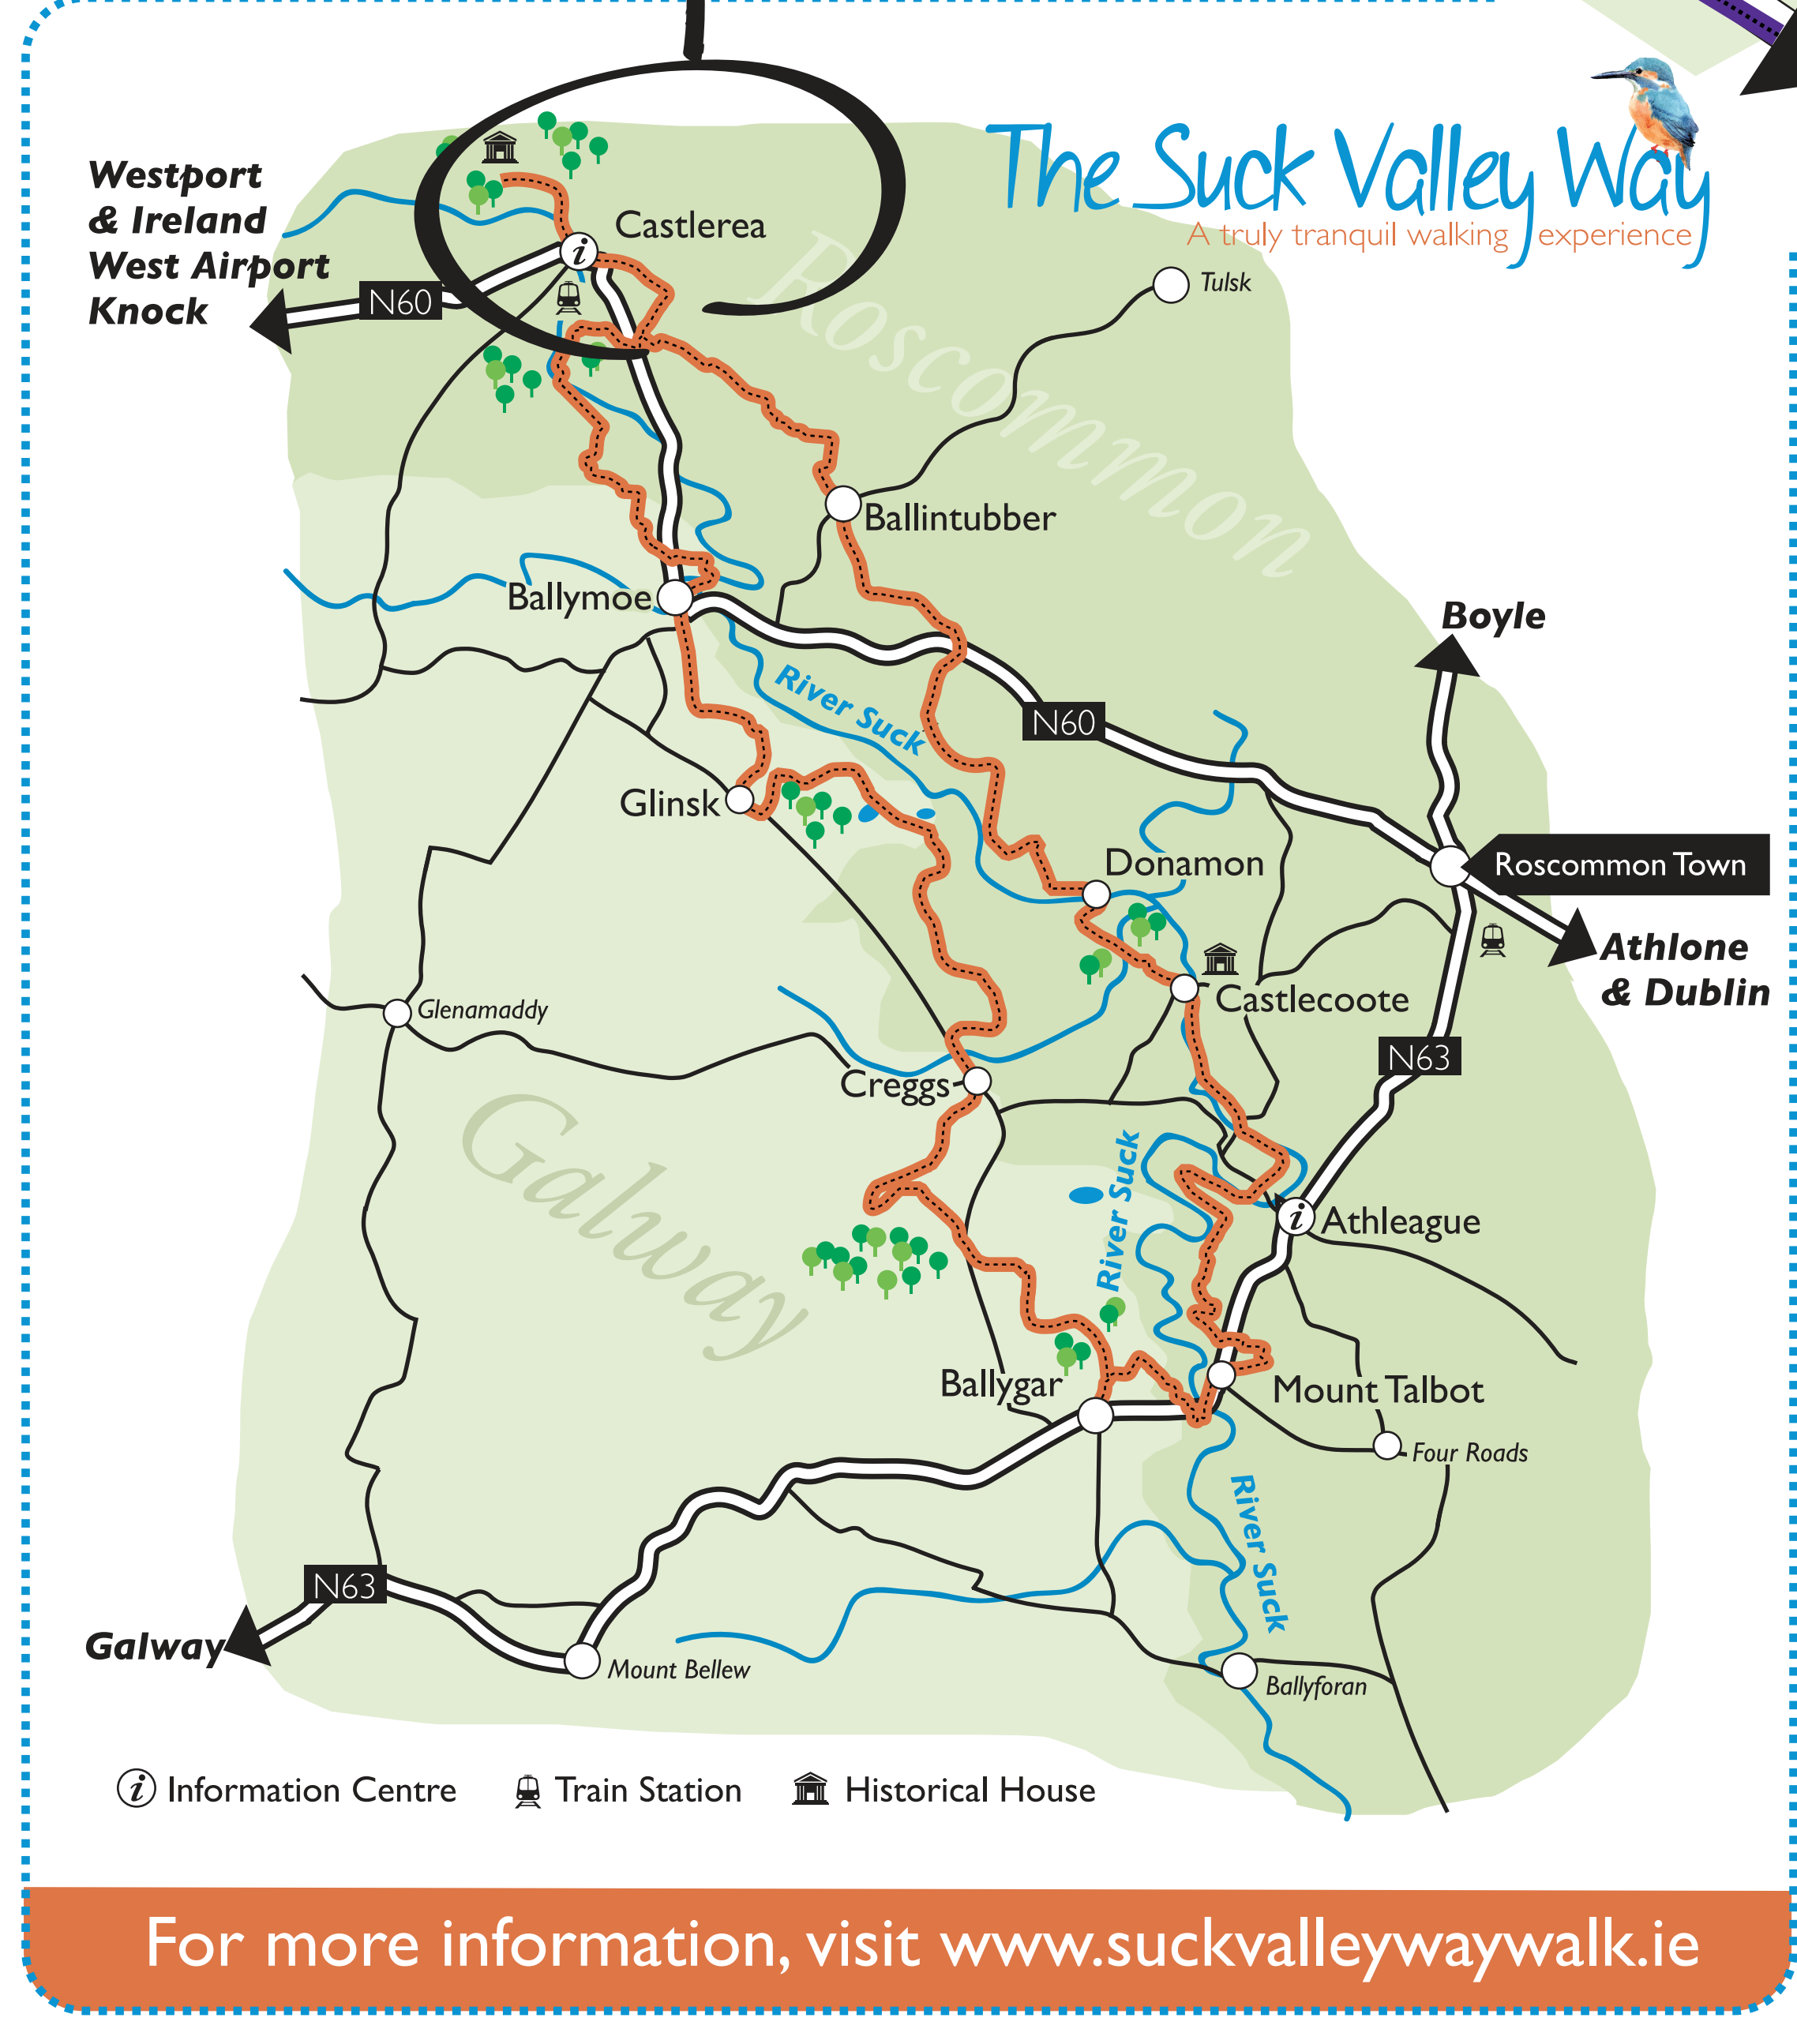 The Suck Valley Way
A truly tranquil walking experience
Westport
& Ireland
West Airport
Knock
N60
Castlerea
Roscommon
Tulsk
Ballintubber
Ballymoe
Boyle
River Suck
N60
Glinsk
Donamon
Roscommon Town
Athlone
& Dublin
Castlecoote
Glenamaddy
N63
Creggs
Galway
River Suck
Athleague
Ballygar
Mount Talbot
Four Roads
River Suck
N63
Galway
Mount Bellew
Ballyforan
i Information Centre
Train Station
Historical House
For more information, visit www.suckvalleywaywalk.ie